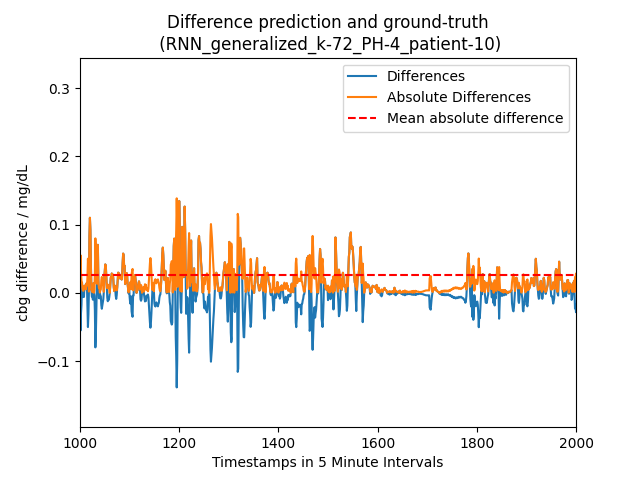 Difference prediction and ground-truth
(RNN_generalized_k-72_PH-4_patient-10)
Differences
Absolute Differences
Mean absolute difference
cbg difference / mg/dL
0.3
0.2
0.1
0.0
−0.1
1000 1200 1400 1600 1800 2000
Timestamps in 5 Minute Intervals